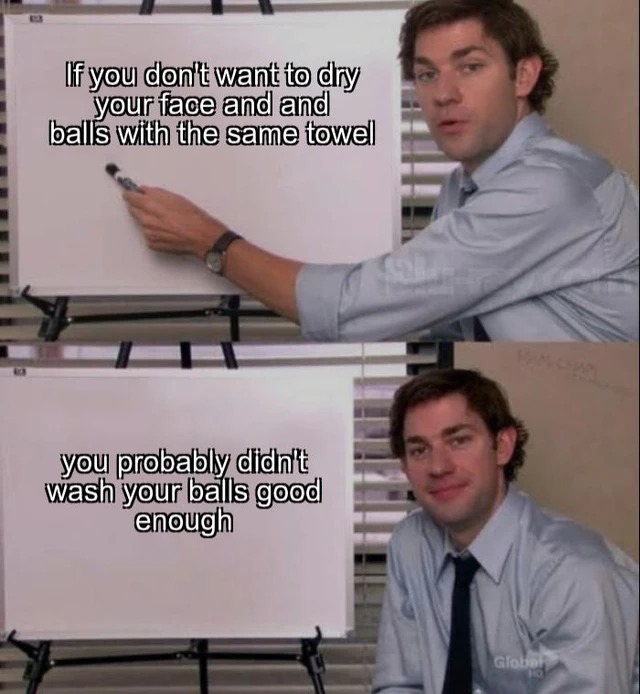 If you don't want to dry
your face and and
balls with the same towel
you probably didn't
wash your balls good
enough
Global
HD